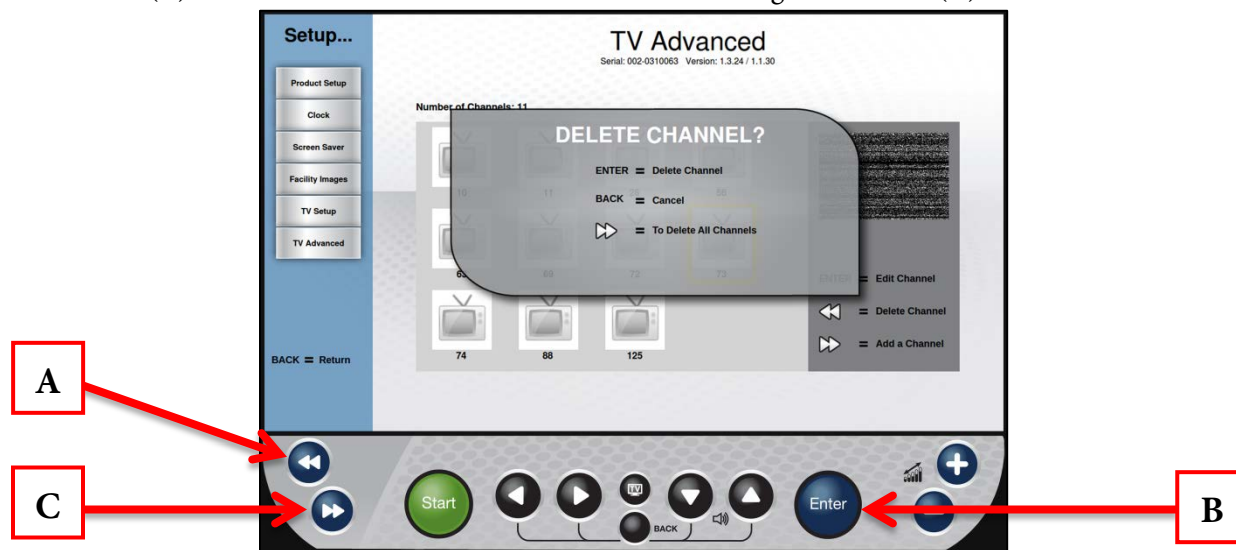 Setup...
TV Advanced
Serial: 002-0310063 Version: 1.3.24 / 1.1.30
Product Setup
Clock
Screen Saver
Facility Images
TV Setup
TV Advanced
BACK = Return
Number of Channels: 11
DELETE CHANNEL?
ENTER = Delete Channel
BACK = Cancel
= To Delete All Channels
10 11
69 72 73
74 88 125
ENTER = Edit Channel
= Delete Channel
= Add a Channel
A
C
B
Start
TV
BACK
Enter